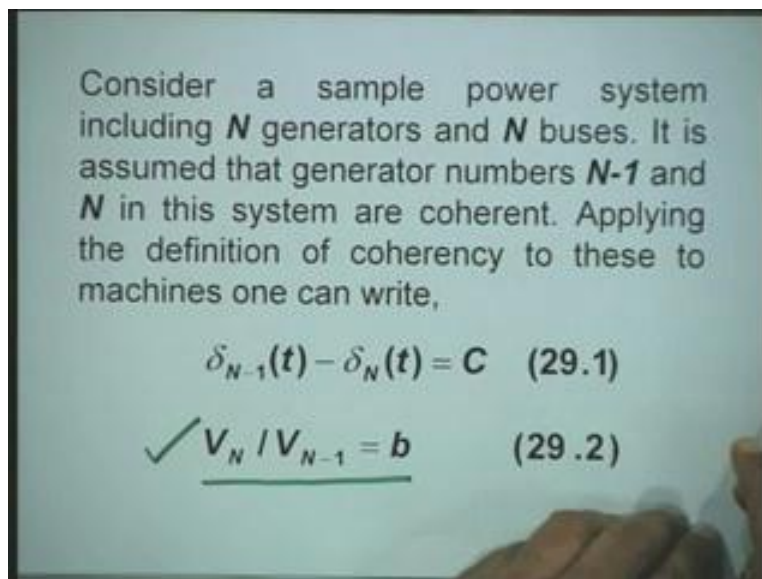 Consider a sample power system
including N generators and N buses. It is
assumed that generator numbers N-1 and
N in this system are coherent. Applying
the definition of coherency to these to
machines one can write,
δN-1(t) – δN(t) = C (29.1)
VN / VN-1 = b (29.2)